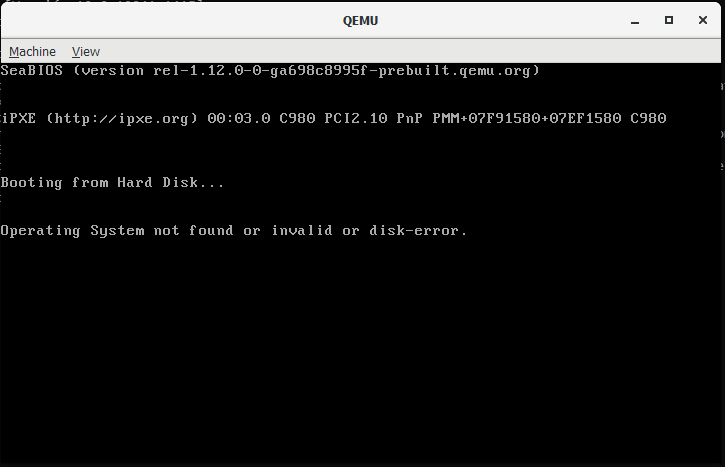 QEMU
Machine View
SeaBIOS (version rel-1.12.0-0-ga698c8995f-prebuilt.qemu.org)
iPXE (http://ipxe.org) 00:03.0 C980 PCI2.10 PnP PMM+07F91580+07EF1580 C980
Booting from Hard Disk...
Operating System not found or invalid or disk-error.